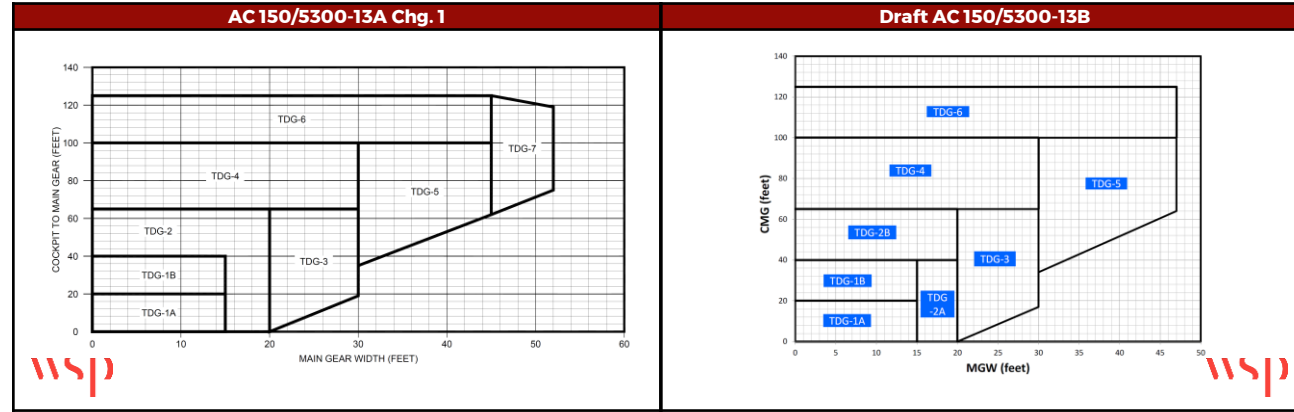 AC 150/5300-13A Chg. 1
Draft AC 150/5300-13B
140
120
100
80
60
40
20
0
COCKPIT TO MAIN GEAR (FEET)
TDG-6
TDG-7
TDG-4
TDG-5
TDG-2
TDG-3
TDG-1B
TDG-1A
0
10
20
30
40
50
60
MAIN GEAR WIDTH (FEET)
wsp
140
120
100
80
60
40
20
0
CMG (feet)
TDG-6
TDG-4
TDG-5
TDG-2B
TDG-3
TDG-1B
TDG
-2A
TDG-1A
0
5
10
15
20
25
30
35
40
45
50
MGW (feet)
wsp